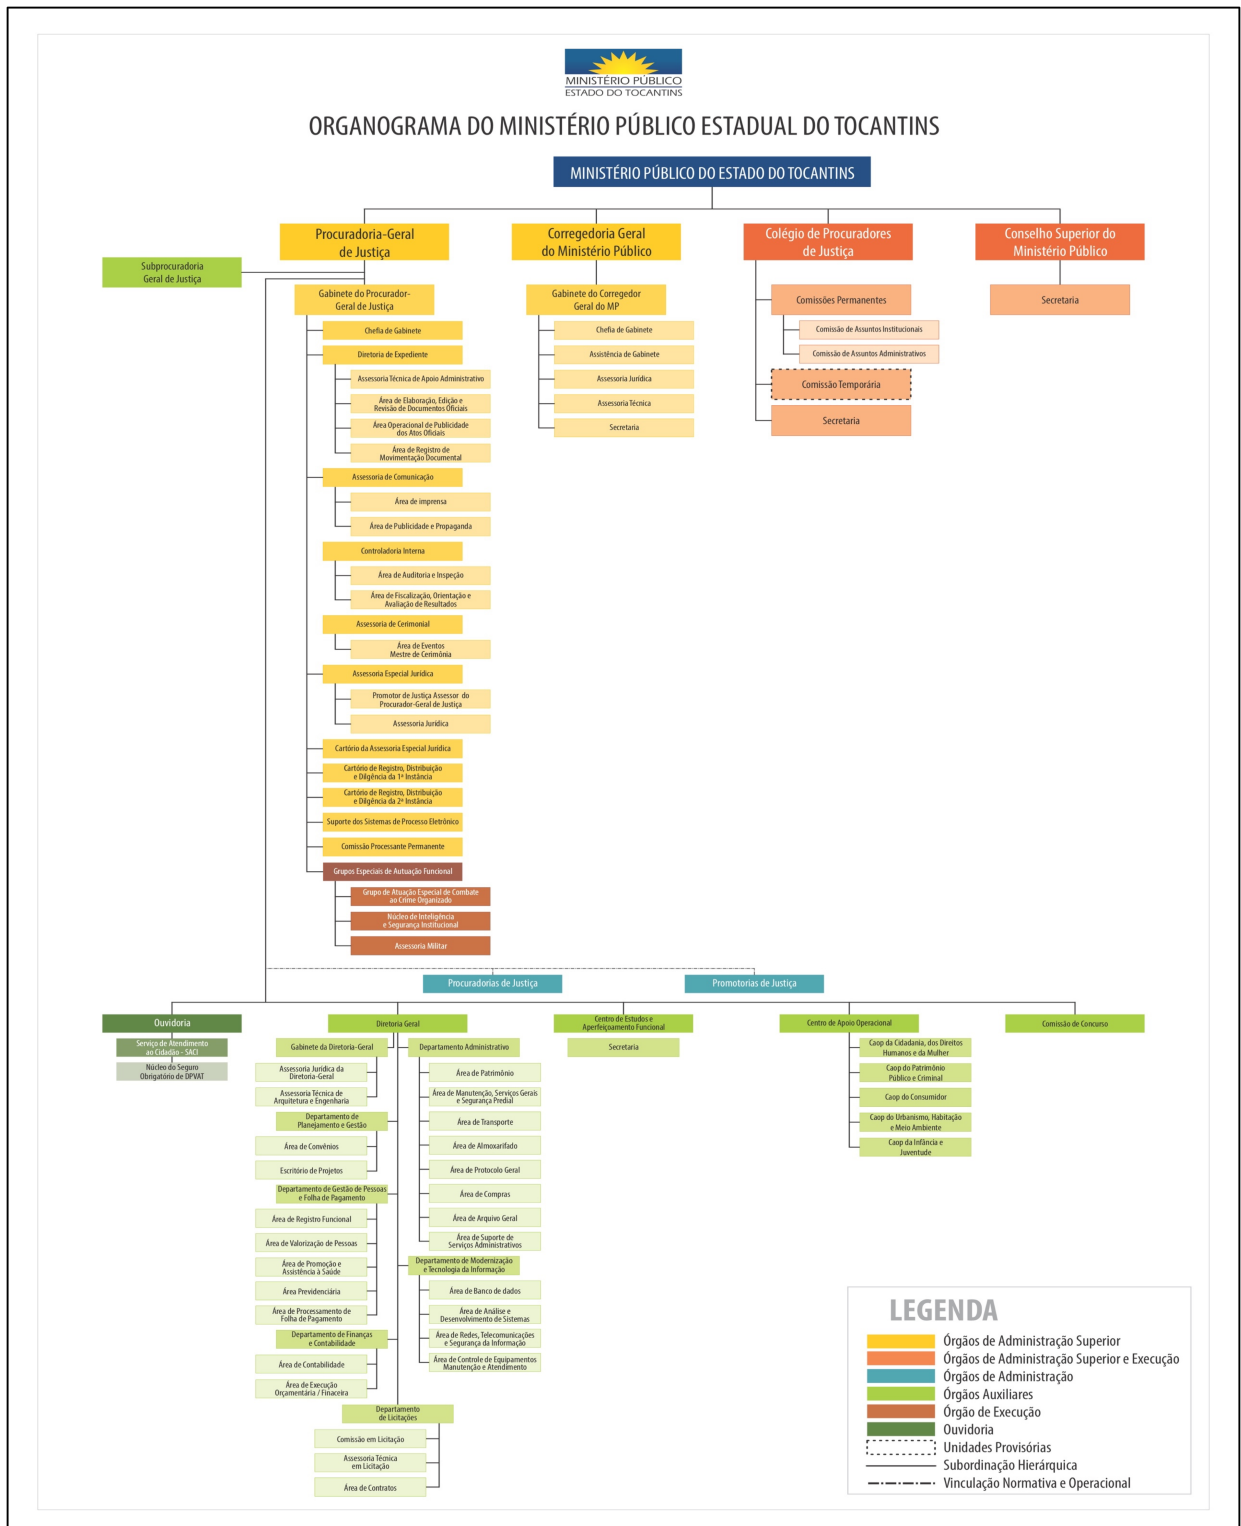 MINISTÉRIO PÚBLICO
ESTADO DO TOCANTINS
ORGANOGRAMA DO MINISTÉRIO PÚBLICO ESTADUAL DO TOCANTINS
MINISTÉRIO PÚBLICO DO ESTADO DO TOCANTINS
Procuradoria-Geral
de Justiça
Subprocuradoria
Geral de Justiça
Gabinete do Procurador-
Geral de Justiça
Chefia de Gabinete
Diretoria de Expediente
Assessoria Técnica de Apoio Administrativo
Área de Elaboração, Edição e
Revisão de Documentos Oficiais
Área Operacional de Publicidade
dos Atos Oficiais
Área de Registro de
Movimentação Documental
Assessoria de Comunicação
Área de imprensa
Área de Publicidade e Propaganda
Controladoria Interna
Área de Auditoria e Inspeção
Área de Fiscalização, Orientação e
Avaliação de Resultados
Assessoria de Cerimonial
Área de Eventos
Mestre de Cerimônia
Assessoria Especial Jurídica
Promotor de Justiça Assessor do
Procurador-Geral de Justiça
Assessoria Jurídica
Cartório da Assessoria Especial Jurídica
Cartório de Registro, Distribuição
e Dilgência da 1ª Instância
Cartório de Registro, Distribuição
e Dilgência da 2ª Instância
Suporte dos Sistemas de Processo Eletrônico
Comissão Processante Permanente
Grupos Especiais de Autuação Funcional
Grupo de Atuação Especial de Combate
ao Crime Organizado
Núcleo de Inteligência
e Segurança Institucional
Assessoria Militar
Corregedoria Geral
do Ministério Público
Gabinete do Corregedor
Geral do MP
Chefia de Gabinete
Assistência de Gabinete
Assessoria Jurídica
Assessoria Técnica
Secretaria
Colégio de Procuradores
de Justiça
Comissões Permanentes
Comissão de Assuntos Institucionais
Comissão de Assuntos Administrativos
Comissão Temporária
Secretaria
Conselho Superior do
Ministério Público
Secretaria
Procuradorias de Justiça
Promotorias de Justiça
Ouvidoria
Serviço de Atendimento
ao Cidadão - SACI
Núcleo do Seguro
Obrigatório de DPVAT
Diretoria Geral
Gabinete da Diretoria-Geral
Assessoria Jurídica da
Diretoria-Geral
Assessoria Técnica de
Arquitetura e Engenharia
Departamento de
Planejamento e Gestão
Área de Convênios
Escritório de Projetos
Departamento de Gestão de Pessoas
e Folha de Pagamento
Área de Registro Funcional
Área de Valorização de Pessoas
Área de Promoção e
Assistência à Saúde
Área Previdenciária
Área de Processamento de
Folha de Pagamento
Departamento de Finanças
e Contabilidade
Área de Contabilidade
Área de Execução
Orçamentária / Finaceira
Departamento Administrativo
Área de Patrimônio
Área de Manutenção, Serviços Gerais
e Segurança Predial
Área de Transporte
Área de Almoxarifado
Área de Protocolo Geral
Área de Compras
Área de Arquivo Geral
Área de Suporte de
Serviços Administrativos
Departamento de Modernização
e Tecnologia da Informação
Área de Banco de dados
Área de Análise e
Desenvolvimento de Sistemas
Área de Redes, Telecomunicações
e Segurança da Informação
Área de Controle de Equipamentos
Manutenção e Atendimento
Departamento
de Licitações
Comissão em Licitação
Assessoria Técnica
em Licitação
Área de Contratos
Centro de Estudos e
Aperfeiçoamento Funcional
Secretaria
Centro de Apoio Operacional
Caop da Cidadania, dos Direitos
Humanos e da Mulher
Caop do Patrimônio
Público e Criminal
Caop do Consumidor
Caop do Urbanismo, Habitação
e Meio Ambiente
Caop da Infância e
Juventude
Comissão de Concurso
LEGENDA
Órgãos de Administração Superior
Órgãos de Administração Superior e Execução
Órgãos de Administração
Órgãos Auxiliares
Órgão de Execução
Ouvidoria
Unidades Provisórias
Subordinação Hierárquica
Vinculação Normativa e Operacional